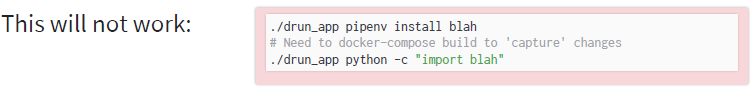 This will not work:
./drun_app pipenv install blah
# Need to docker-compose build to 'capture' changes
./drun_app python -c "import blah"